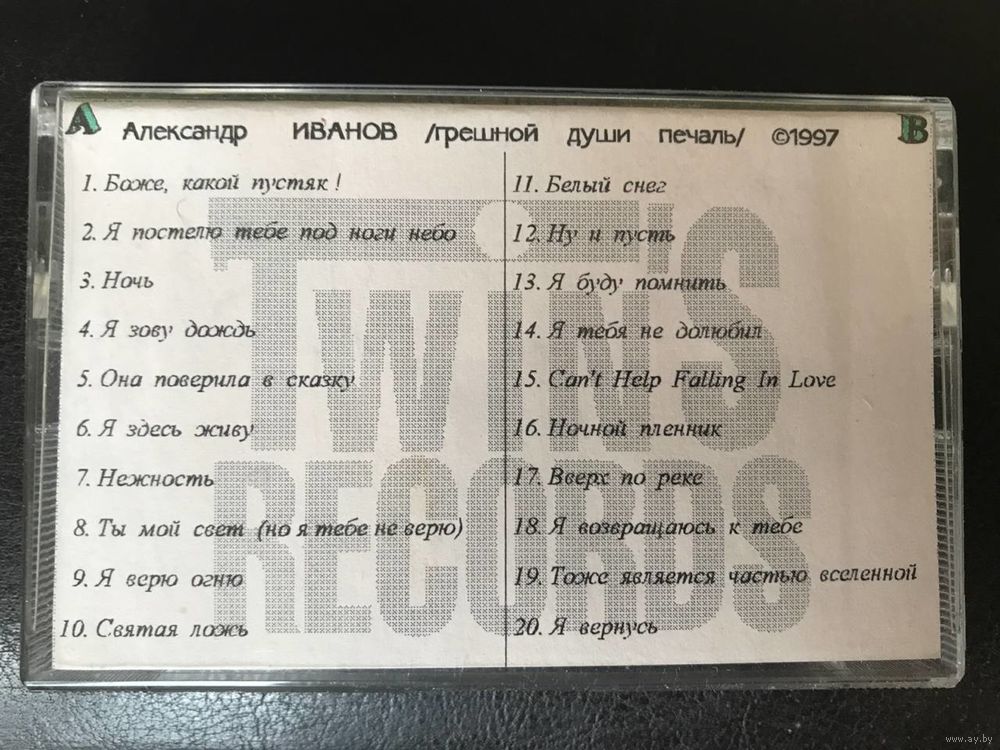 A Александр ИВАНОВ /грешной души печаль/ ©1997 B
1. Боже, какой пустяк !
2. Я постелю тебе под ноги небо
3. Ночь
4. Я зову дождь
5. Она поверила в сказку
6. Я здесь живу
7. Нежность
8. Ты мой свет (но я тебе не верю)
9. Я верю огню
10. Святая ложь
11. Белый снег
12. Ну и пусть
13. Я буду помнить
14. Я тебя не долюбил
15. Can't Help Falling In Love
16. Ночной пленник
17. Вверх по реке
18. Я возвращаюсь к тебе
19. Тоже является частью вселенной
20. Я вернусь
TWIN'S
RECORDS
www.ay.by